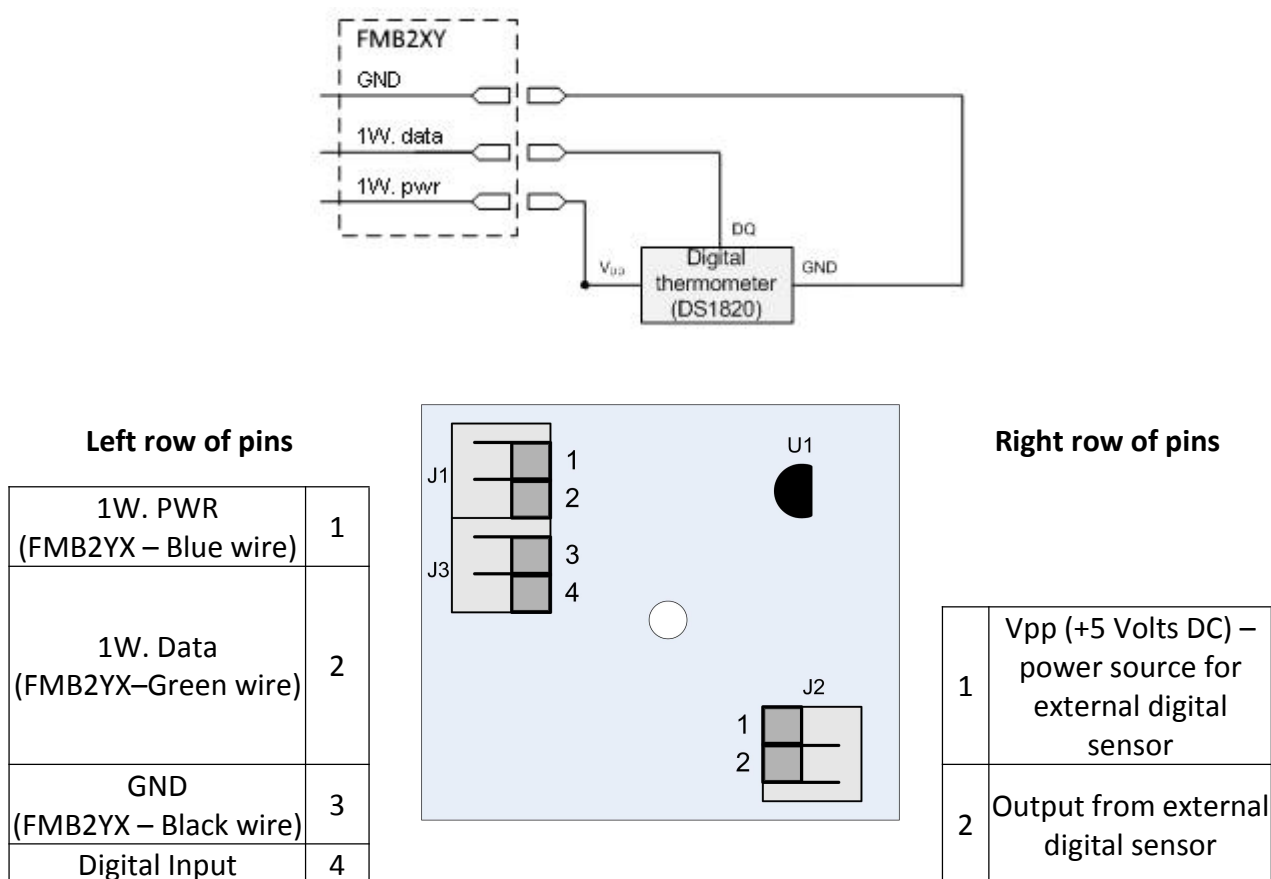 FMB2XY
GND
1W. data
1W. pwr
DQ
VDD
Digital
thermometer
(DS1820)
GND
Left row of pins
1W. PWR
(FMB2YX – Blue wire)
1
1W. Data
(FMB2YX–Green wire)
2
GND
(FMB2YX – Black wire)
3
Digital Input
4
J1
1
2
J3
3
4
U1
J2
1
2
Right row of pins
1
Vpp (+5 Volts DC) –
power source for
external digital
sensor
2
Output from external
digital sensor